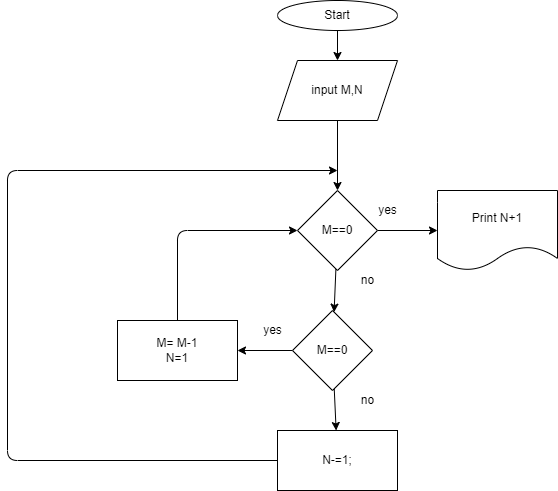 Start
input M,N
M==0
yes
Print N+1
no
M==0
yes
M= M-1
N=1
no
N-=1;